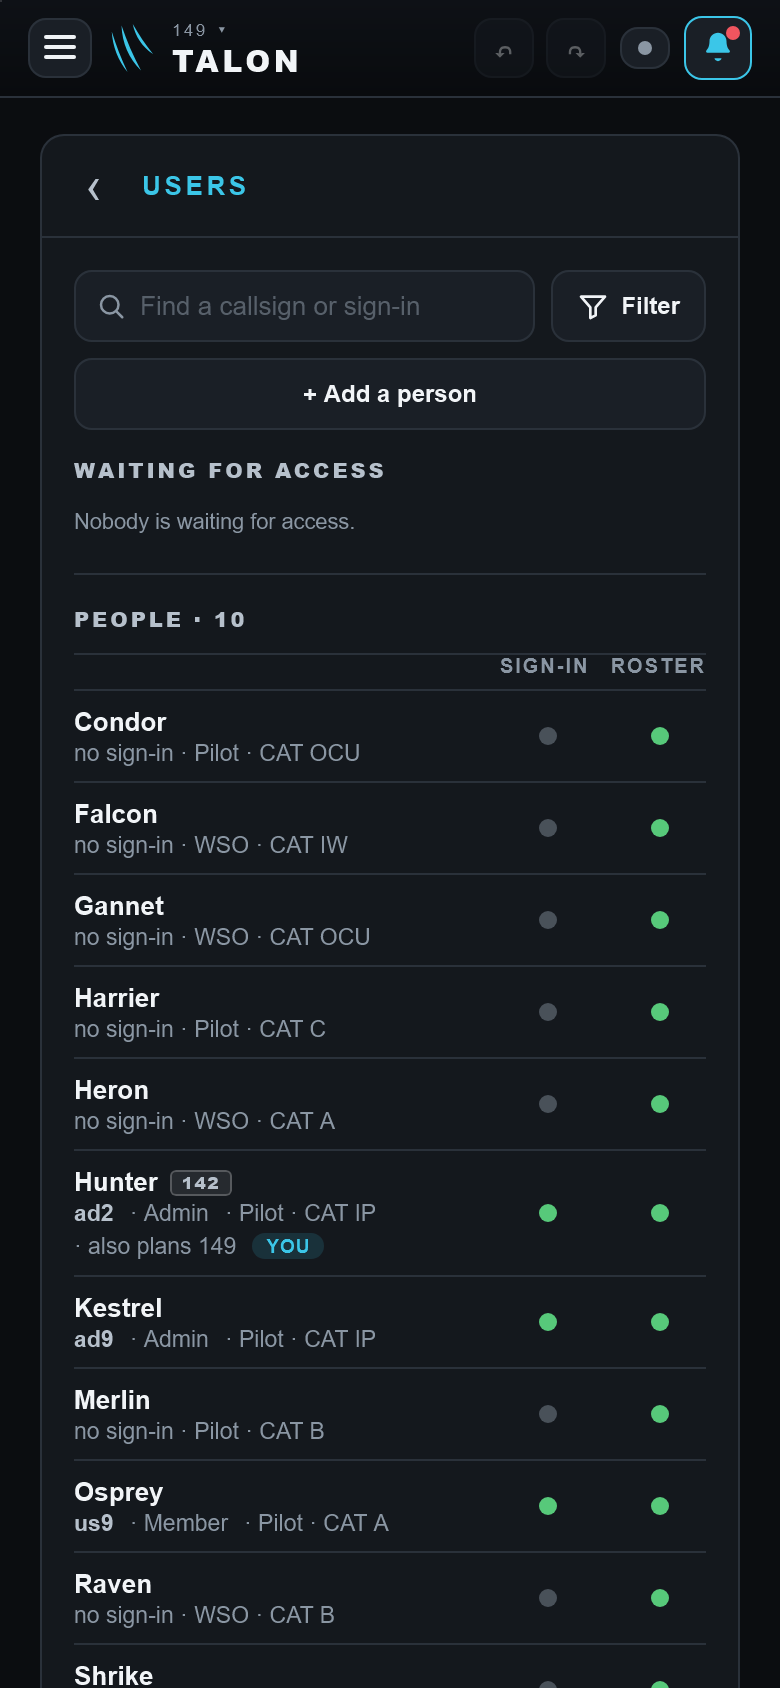 149 ▾
TALON
USERS
Find a callsign or sign-in
Filter
+ Add a person
WAITING FOR ACCESS
Nobody is waiting for access.
PEOPLE · 10
SIGN-IN ROSTER
Condor
no sign-in · Pilot · CAT OCU
Falcon
no sign-in · WSO · CAT IW
Gannet
no sign-in · WSO · CAT OCU
Harrier
no sign-in · Pilot · CAT C
Heron
no sign-in · WSO · CAT A
Hunter 142
ad2 · Admin · Pilot · CAT IP
· also plans 149 YOU
Kestrel
ad9 · Admin · Pilot · CAT IP
Merlin
no sign-in · Pilot · CAT B
Osprey
us9 · Member · Pilot · CAT A
Raven
no sign-in · WSO · CAT B
Shrike